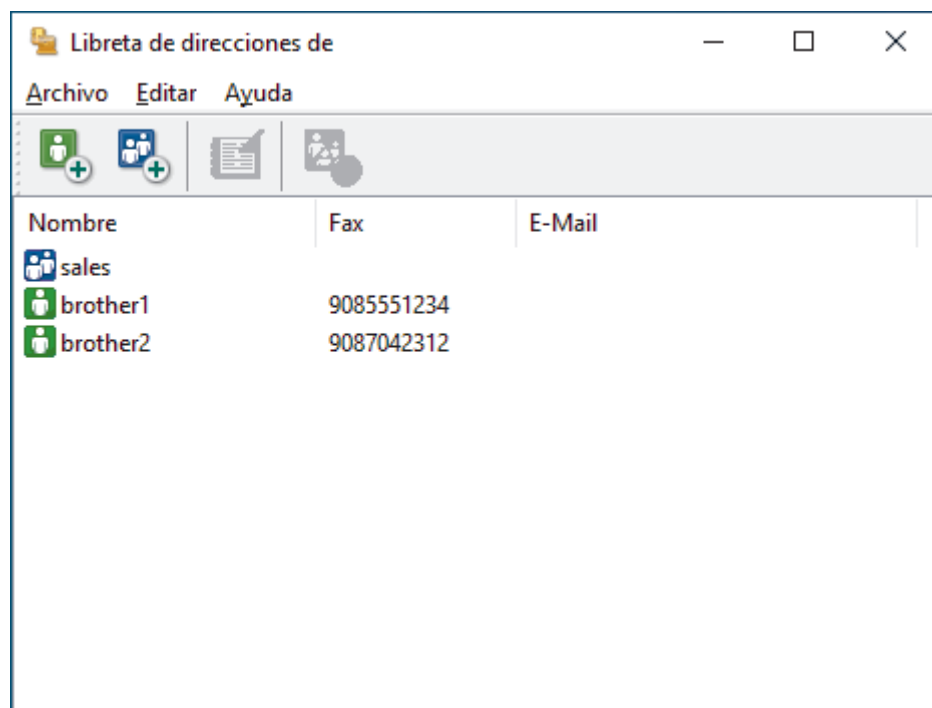 Libreta de direcciones de
Archivo Editar Ayuda
Nombre Fax E-Mail
sales
brother1 9085551234
brother2 9087042312